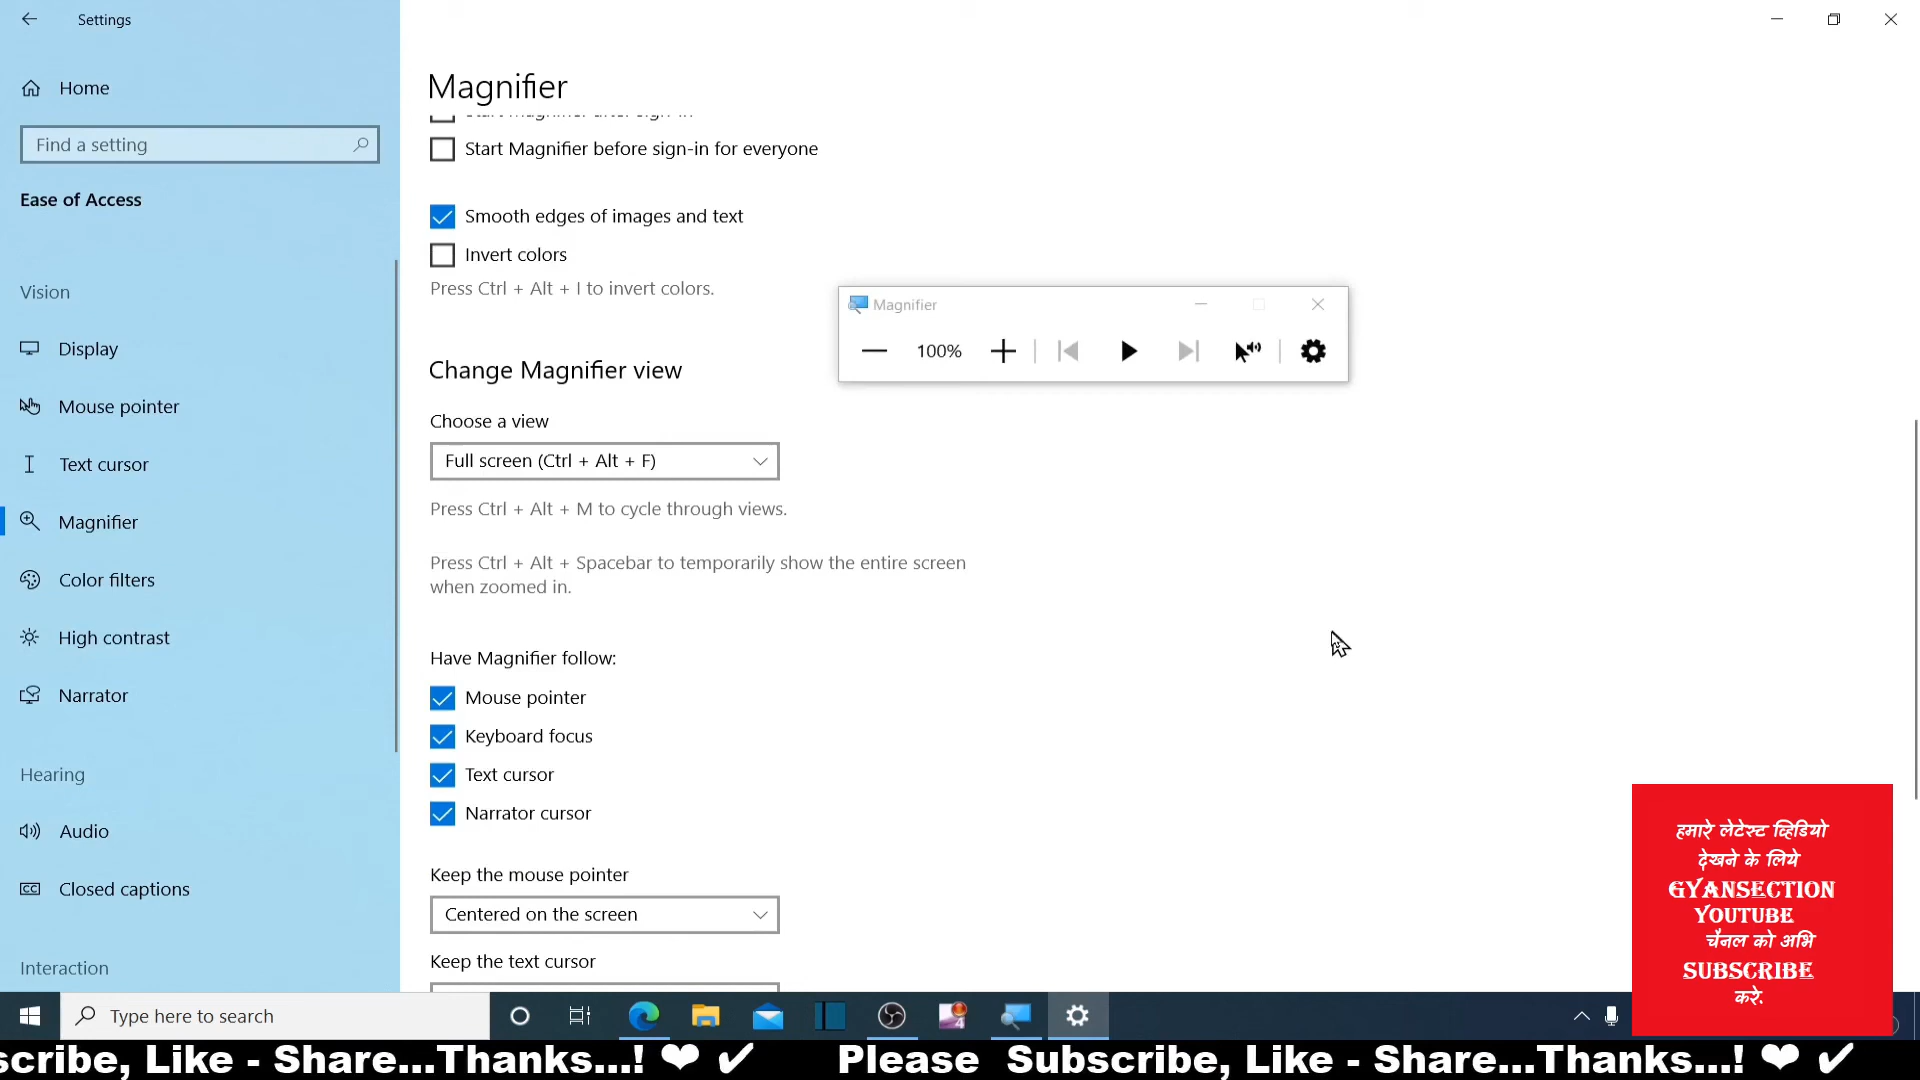 Settings
Home
Find a setting
Ease of Access
Vision
Display
Mouse pointer
Text cursor
Magnifier
Color filters
High contrast
Narrator
Hearing
Audio
Closed captions
Interaction
Magnifier
Start Magnifier after sign-in
Start Magnifier before sign-in for everyone
Smooth edges of images and text
Invert colors
Press Ctrl + Alt + I to invert colors.
Magnifier
100%
Change Magnifier view
Choose a view
Full screen (Ctrl + Alt + F)
Press Ctrl + Alt + M to cycle through views.
Press Ctrl + Alt + Spacebar to temporarily show the entire screen
when zoomed in.
Have Magnifier follow:
Mouse pointer
Keyboard focus
Text cursor
Narrator cursor
Keep the mouse pointer
Centered on the screen
Keep the text cursor
हमारे लेटेस्ट व्हिडियो
देखने के लिये
GYANSECTION
YOUTUBE
चैनल को अभि
SUBSCRIBE
करे.
Type here to search
scribe, Like - Share...Thanks...! ❤ ✔ Please Subscribe, Like - Share...Thanks...! ❤ ✔